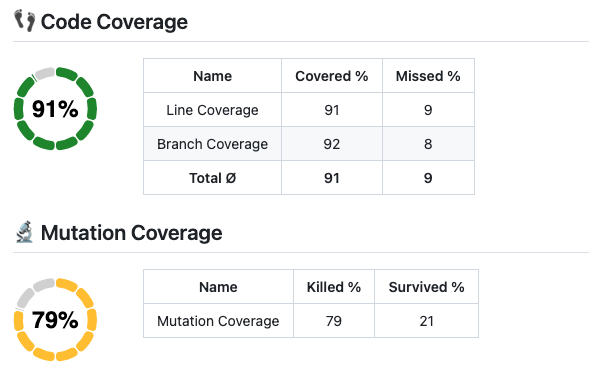 👣 Code Coverage
91%
Name Covered % Missed %
Line Coverage 91 9
Branch Coverage 92 8
Total Ø 91 9
🔬 Mutation Coverage
79%
Name Killed % Survived %
Mutation Coverage 79 21